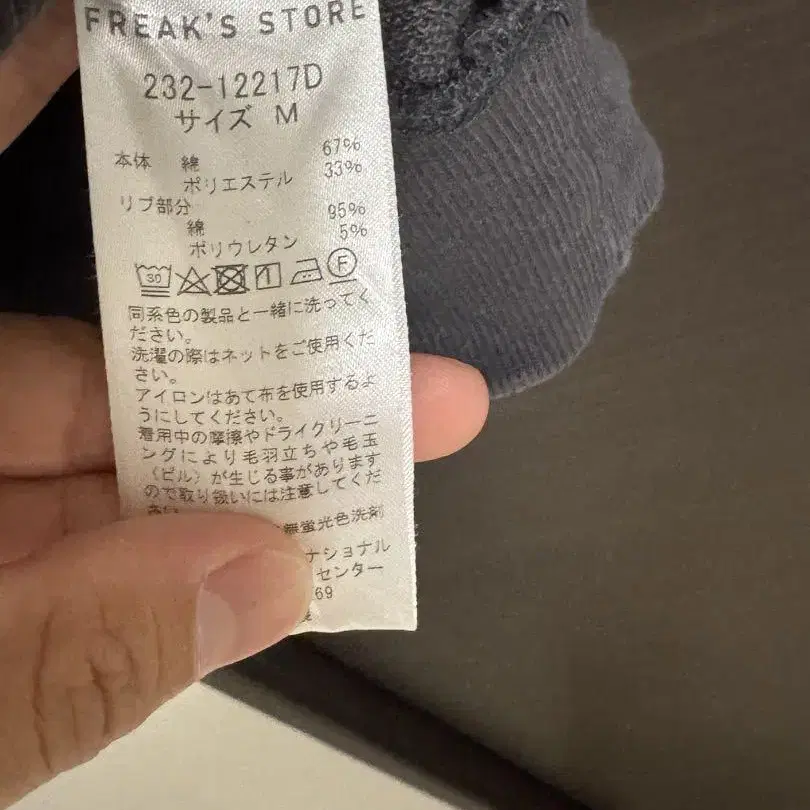 FREAK'S STORE
232-12217D
サイズ M
本体 綿 67%
ポリエステル 33%
リブ部分
綿 95%
ポリウレタン 5%
30
F
同系色の製品と一緒に洗ってく
ださい。
洗濯の際はネットをご使用くだ
さい。
アイロンはあて布を使用するよ
うにしてください。
着用中の摩擦やドライクリーニ
ングにより毛羽立ちや毛玉
(ピル)が生じる事があります
ので取り扱いには注意してくだ
さい。
無蛍光色洗剤
ナショナル
センター
69